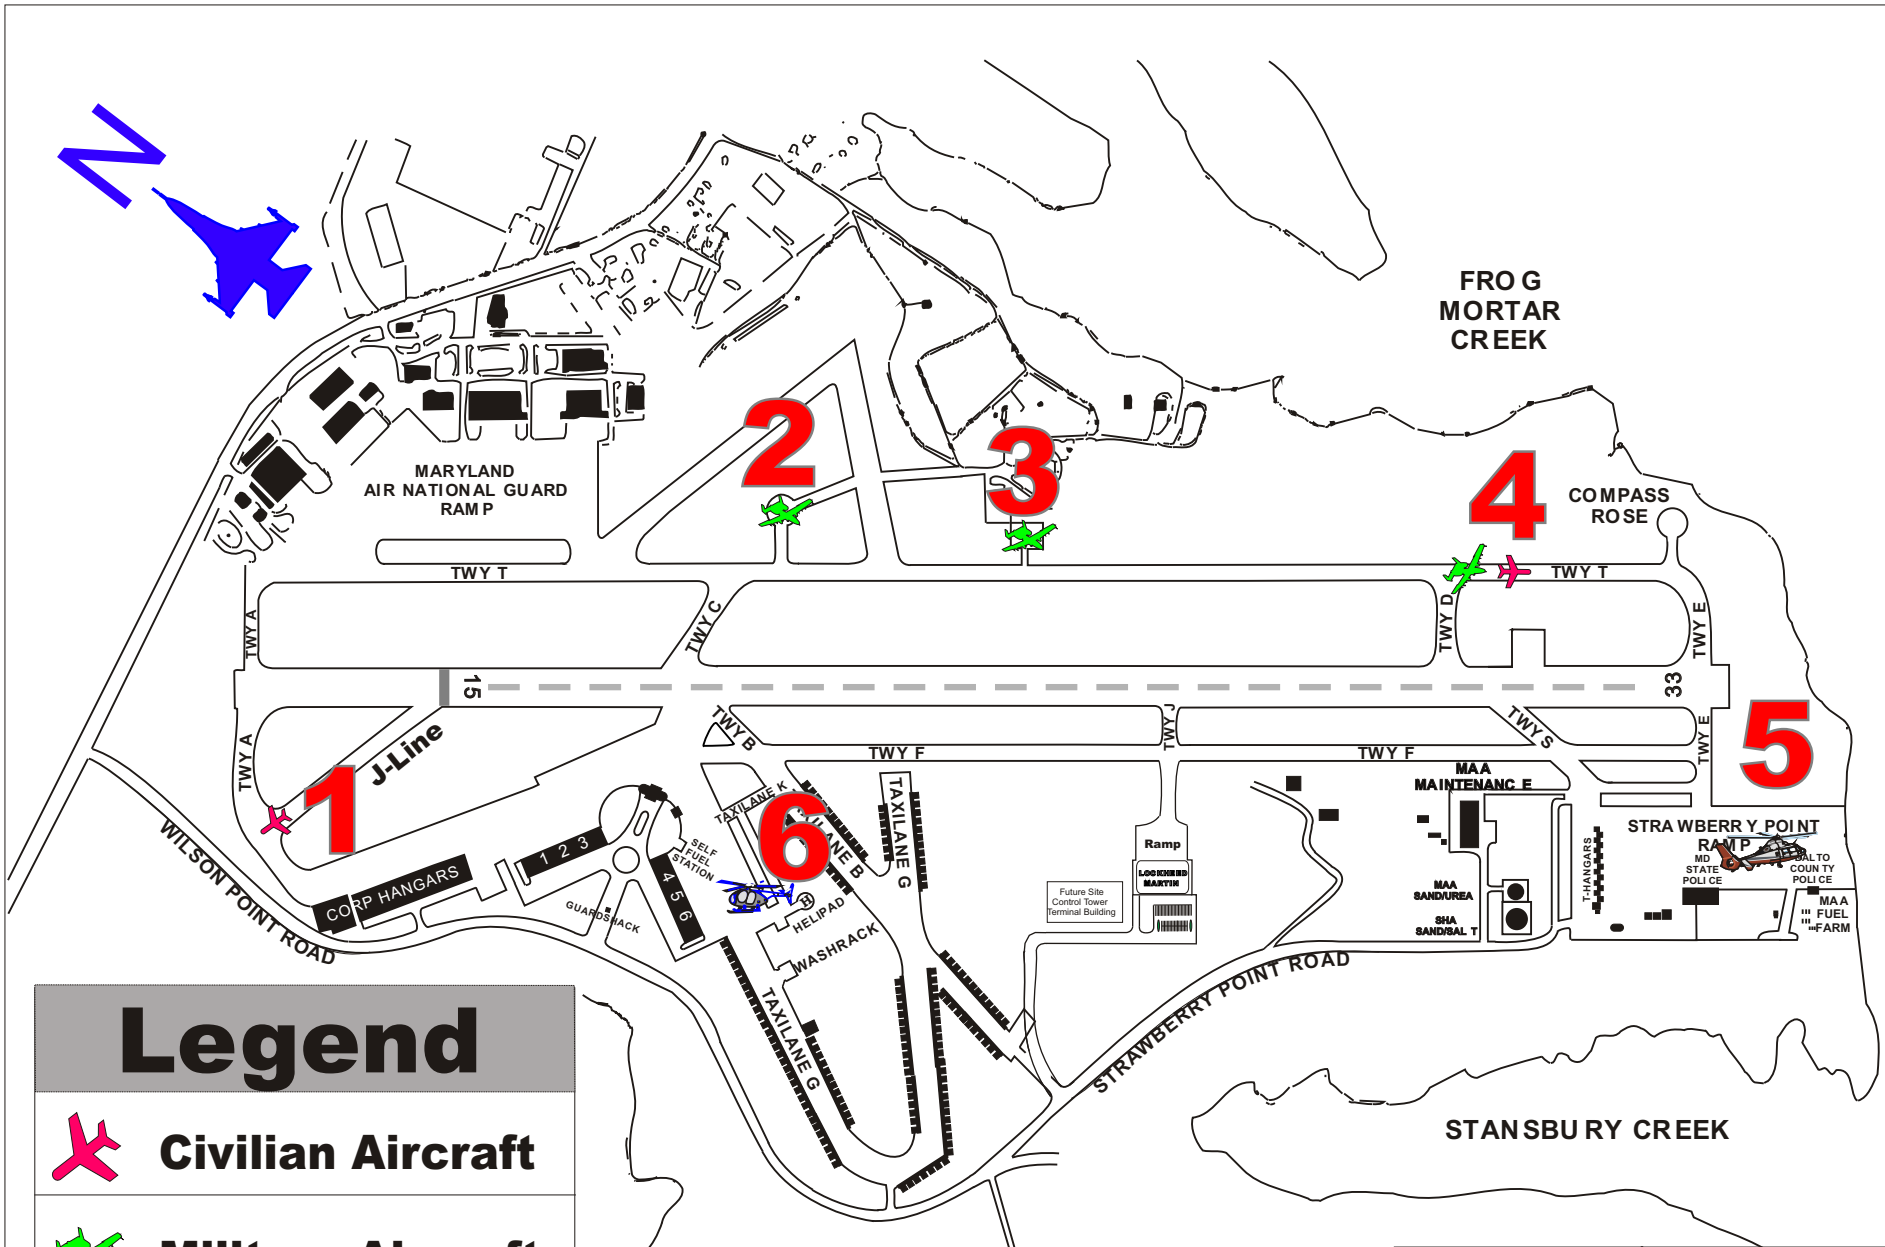 N
FROG
MORTAR
CREEK
2
3
4
MARYLAND
AIR NATIONAL GUARD
RAMP
COMPASS
ROSE
TWY T
TWY T
TWY A
TWY C
TWY D
TWY E
15
33
TWY A
J-Line
TWY B
TWY J
TWY S
TWY E
5
TWY F
TWY F
1
6
TAXILANE K
TAXILANE B
TAXILANE G
MAA
MAINTENANCE
STRAWBERRY POINT
RAMP
WILSON POINT ROAD
CORP HANGARS
1 2 3
4 5 6
SELF
FUEL
STATION
Ramp
LOCKHEED
MARTIN
T-HANGARS
MD
STATE
POLICE
BALTO
COUNTY
POLICE
GUARDSHACK
H
HELIPAD
WASHRACK
Future Site
Control Tower
Terminal Building
MAA
SAND/UREA
SHA
SAND/SALT
MAA
FUEL
FARM
TAXILANE G
STRAWBERRY POINT ROAD
STANSBURY CREEK
Legend
Civilian Aircraft
Military Aircraft